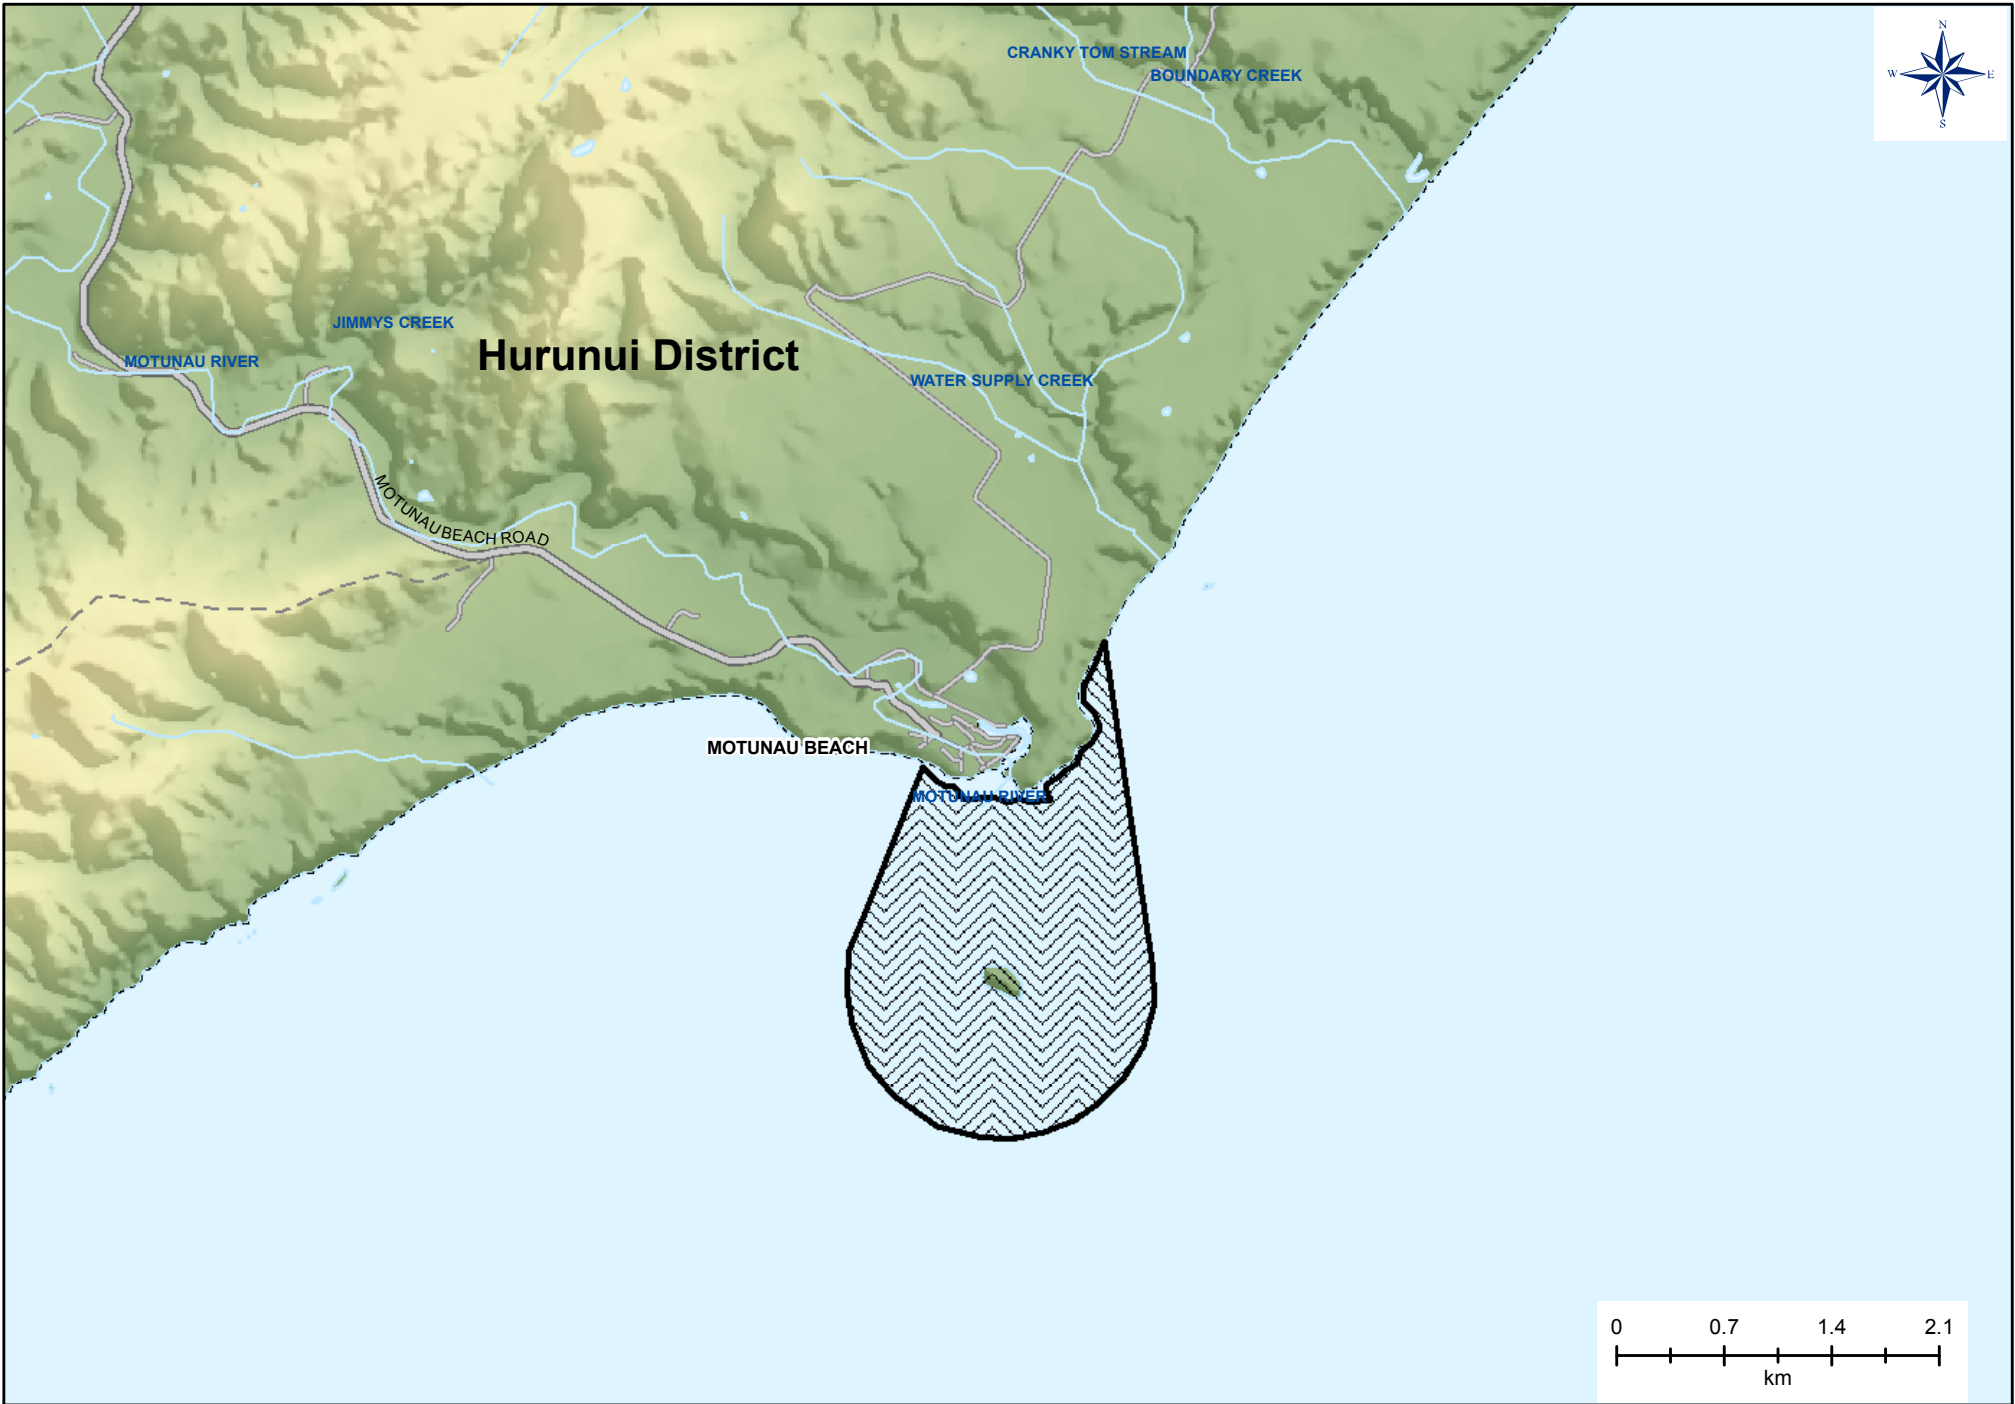 N
W E
S
CRANKY TOM STREAM
BOUNDARY CREEK
JIMMYS CREEK
Hurunui District
MOTUNAU RIVER
WATER SUPPLY CREEK
MOTUNAU BEACH ROAD
MOTUNAU BEACH
MOTUNAU RIVER
0 0.7 1.4 2.1
km